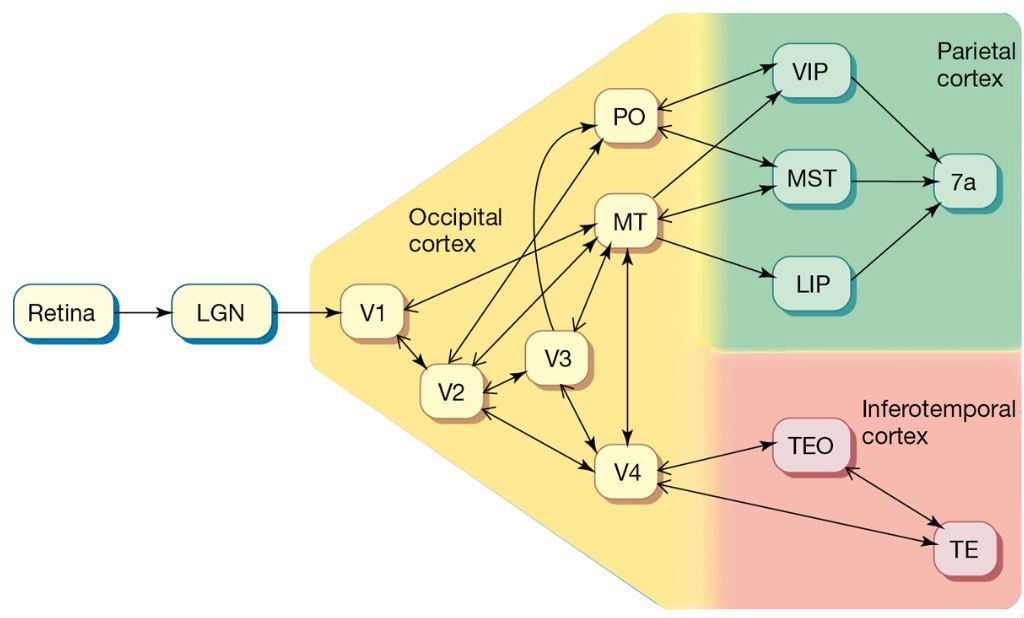 Parietal
cortex
VIP
PO
MST
7a
Occipital
cortex
MT
LIP
Retina
LGN
V1
V3
V2
Inferotemporal
cortex
TEO
V4
TE